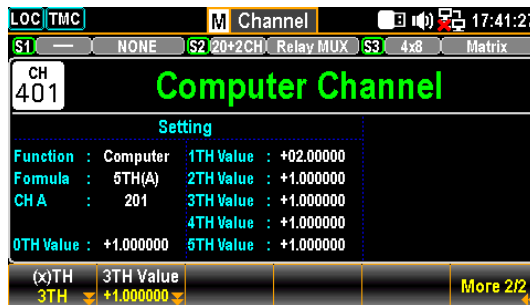 LOC TMC M Channel 17:41:27
S1 — NONE S2 20+2CH Relay MUX S3 4x8 Matrix
CH
401
Computer Channel
Setting
Function : Computer 1TH Value : +02.00000
Formula : 5TH(A) 2TH Value : +1.000000
CH A : 201 3TH Value : +1.000000
4TH Value : +1.000000
0TH Value : +1.000000 5TH Value : +1.000000
(x)TH 3TH Value
3TH +1.000000 More 2/2